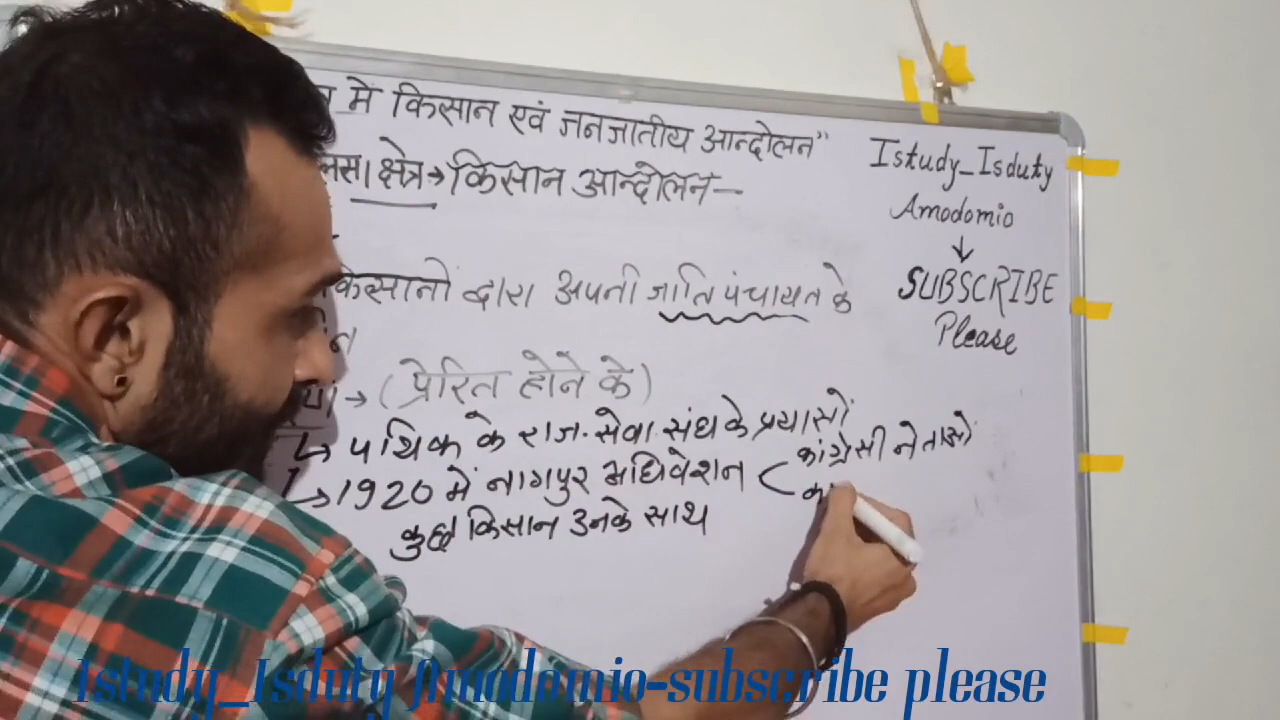 में किसान एवं जनजातीय आन्दोलन"
क्षेत्र→किसान आन्दोलन—
किसानों द्वारा अपनी जाति पंचायत के
→ (प्रेरित होने के)
↳ पथिक के राज. सेवा संघ के प्रयासों
↳ 1920 में नागपुर अधिवेशन
कांग्रेसी नेताओं
कुछ किसान उनके साथ
Istudy_Isduty
Amodomio
↓
SUBSCRIBE
Please
Istudy_Isduty Amodomio-subscribe please